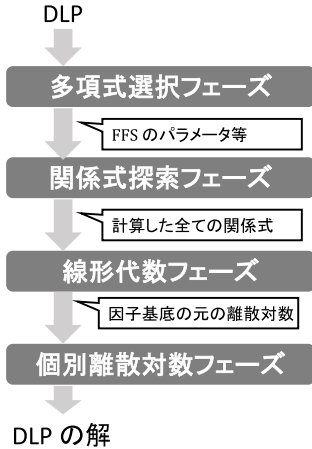 DLP
多項式選択フェーズ
FFS のパラメータ等
関係式探索フェーズ
計算した全ての関係式
線形代数フェーズ
因子基底の元の離散対数
個別離散対数フェーズ
DLP の解